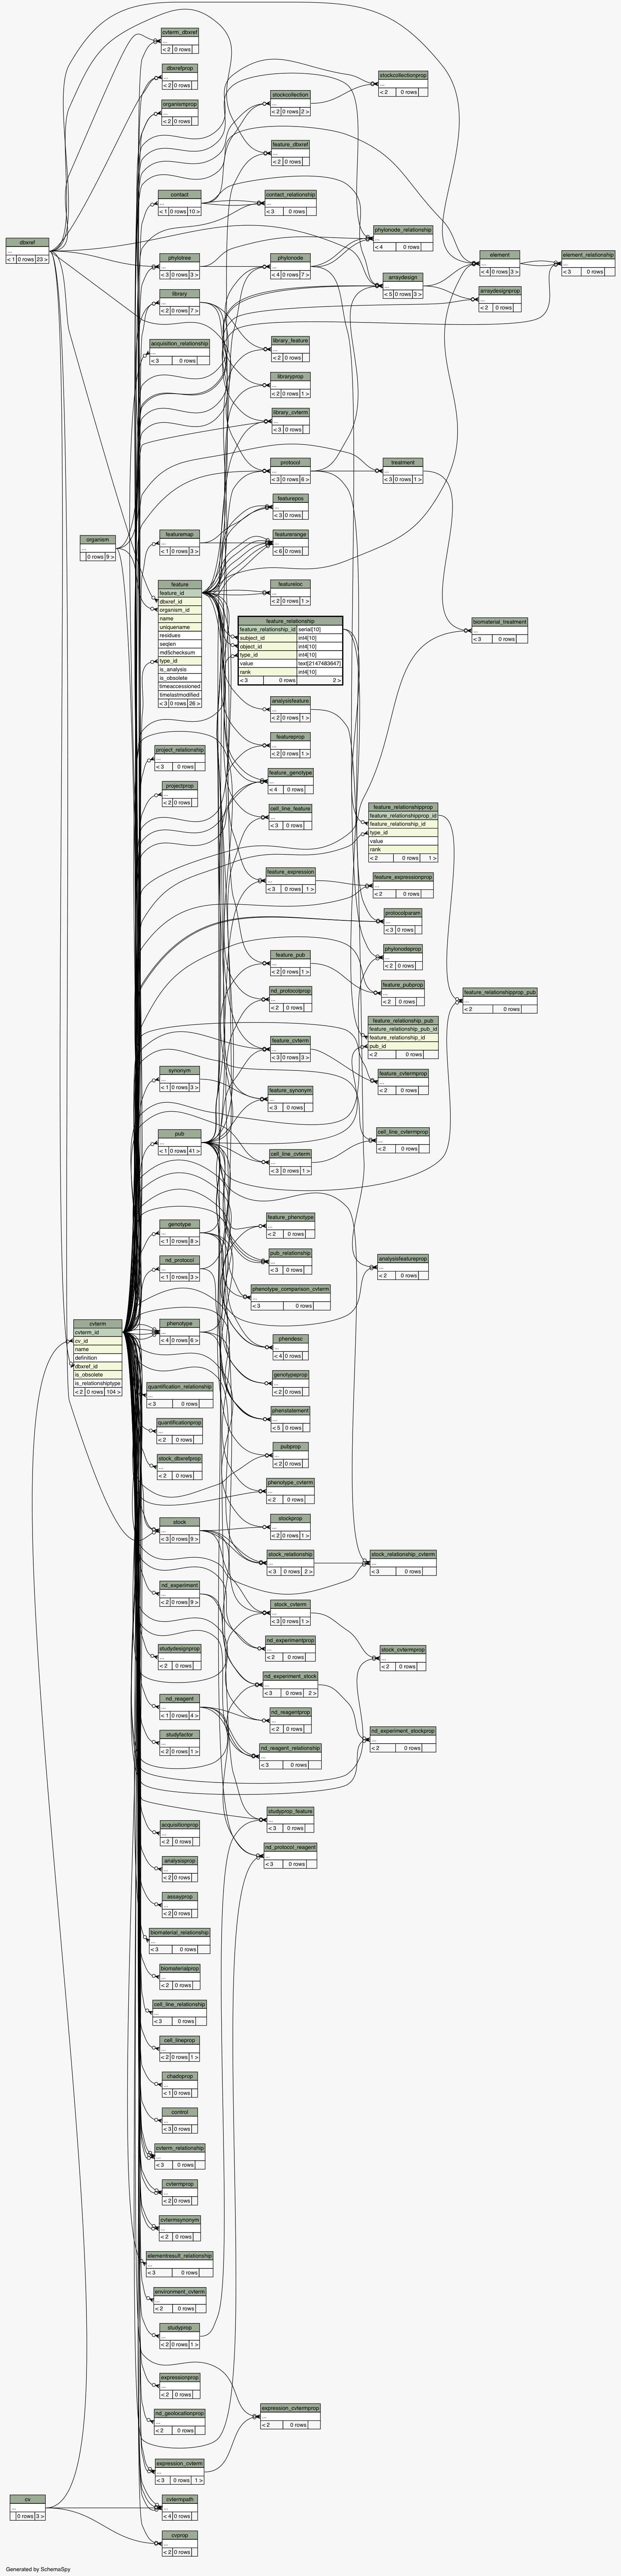 dbxref
...
< 1 0 rows 23 >
cv
...
0 rows 3 >
Generated by SchemaSpy
organism
...
0 rows 9 >
cvterm
cvterm_id
cv_id
name
definition
dbxref_id
is_obsolete
is_relationshiptype
< 2 0 rows 104 >
cvterm_dbxref
...
< 2 0 rows
dbxrefprop
...
< 2 0 rows
organismprop
...
< 2 0 rows
contact
...
< 1 0 rows 10 >
phylotree
...
< 3 0 rows 3 >
library
...
< 2 0 rows 7 >
acquisition_relationship
...
< 3 0 rows
featuremap
...
< 1 0 rows 3 >
feature
feature_id
dbxref_id
organism_id
name
uniquename
residues
seqlen
md5checksum
type_id
is_analysis
is_obsolete
timeaccessioned
timelastmodified
< 3 0 rows 26 >
project_relationship
...
< 3 0 rows
projectprop
...
< 2 0 rows
synonym
...
< 1 0 rows 3 >
pub
...
< 1 0 rows 41 >
genotype
...
< 1 0 rows 8 >
nd_protocol
...
< 1 0 rows 3 >
phenotype
...
< 4 0 rows 6 >
quantification_relationship
...
< 3 0 rows
quantificationprop
...
< 2 0 rows
stock_dbxrefprop
...
< 2 0 rows
stock
...
< 3 0 rows 9 >
nd_experiment
...
< 2 0 rows 9 >
studydesignprop
...
< 2 0 rows
nd_reagent
...
< 1 0 rows 4 >
studyfactor
...
< 2 0 rows 1 >
acquisitionprop
...
< 2 0 rows
analysisprop
...
< 2 0 rows
assayprop
...
< 2 0 rows
biomaterial_relationship
...
< 3 0 rows
biomaterialprop
...
< 2 0 rows
cell_line_relationship
...
< 3 0 rows
cell_lineprop
...
< 2 0 rows 1 >
chadoprop
...
< 1 0 rows
control
...
< 3 0 rows
cvterm_relationship
...
< 3 0 rows
cvtermprop
...
< 2 0 rows
cvtermsynonym
...
< 2 0 rows
elementresult_relationship
...
< 3 0 rows
environment_cvterm
...
< 2 0 rows
studyprop
...
< 2 0 rows 1 >
expressionprop
...
< 2 0 rows
nd_geolocationprop
...
< 2 0 rows
expression_cvterm
...
< 3 0 rows 1 >
cvtermpath
...
< 4 0 rows
cvprop
...
< 2 0 rows
stockcollection
...
< 2 0 rows 2 >
feature_dbxref
...
< 2 0 rows
contact_relationship
...
< 3 0 rows
phylonode
...
< 4 0 rows 7 >
library_feature
...
< 2 0 rows
libraryprop
...
< 2 0 rows 1 >
library_cvterm
...
< 3 0 rows
protocol
...
< 3 0 rows 6 >
featurepos
...
< 3 0 rows
featurerange
...
< 6 0 rows
featureloc
...
< 2 0 rows 1 >
feature_relationship
feature_relationship_id serial[10]
subject_id int4[10]
object_id int4[10]
type_id int4[10]
value text[2147483647]
rank int4[10]
< 3 0 rows 2 >
analysisfeature
...
< 2 0 rows 1 >
featureprop
...
< 2 0 rows 1 >
feature_genotype
...
< 4 0 rows
cell_line_feature
...
< 3 0 rows
feature_expression
...
< 3 0 rows 1 >
feature_pub
...
< 2 0 rows 1 >
nd_protocolprop
...
< 2 0 rows
feature_cvterm
...
< 3 0 rows 3 >
feature_synonym
...
< 3 0 rows
cell_line_cvterm
...
< 3 0 rows 1 >
feature_phenotype
...
< 2 0 rows
pub_relationship
...
< 3 0 rows
phenotype_comparison_cvterm
...
< 3 0 rows
phendesc
...
< 4 0 rows
genotypeprop
...
< 2 0 rows
phenstatement
...
< 5 0 rows
pubprop
...
< 2 0 rows
phenotype_cvterm
...
< 2 0 rows
stockprop
...
< 2 0 rows 1 >
stock_relationship
...
< 3 0 rows 2 >
stock_cvterm
...
< 3 0 rows 1 >
nd_experimentprop
...
< 2 0 rows
nd_experiment_stock
...
< 3 0 rows 2 >
nd_reagentprop
...
< 2 0 rows
nd_reagent_relationship
...
< 3 0 rows
studyprop_feature
...
< 3 0 rows
nd_protocol_reagent
...
< 3 0 rows
expression_cvtermprop
...
< 2 0 rows
stockcollectionprop
...
< 2 0 rows
phylonode_relationship
...
< 4 0 rows
arraydesign
...
< 5 0 rows 3 >
treatment
...
< 3 0 rows 1 >
feature_relationshipprop
feature_relationshipprop_id
feature_relationship_id
type_id
value
rank
< 2 0 rows 1 >
feature_expressionprop
...
< 2 0 rows
protocolparam
...
< 3 0 rows
phylonodeprop
...
< 2 0 rows
feature_pubprop
...
< 2 0 rows
feature_relationship_pub
feature_relationship_pub_id
feature_relationship_id
pub_id
< 2 0 rows
feature_cvtermprop
...
< 2 0 rows
cell_line_cvtermprop
...
< 2 0 rows
analysisfeatureprop
...
< 2 0 rows
stock_relationship_cvterm
...
< 3 0 rows
stock_cvtermprop
...
< 2 0 rows
nd_experiment_stockprop
...
< 2 0 rows
element
...
< 4 0 rows 3 >
arraydesignprop
...
< 2 0 rows
biomaterial_treatment
...
< 3 0 rows
feature_relationshipprop_pub
...
< 2 0 rows
element_relationship
...
< 3 0 rows